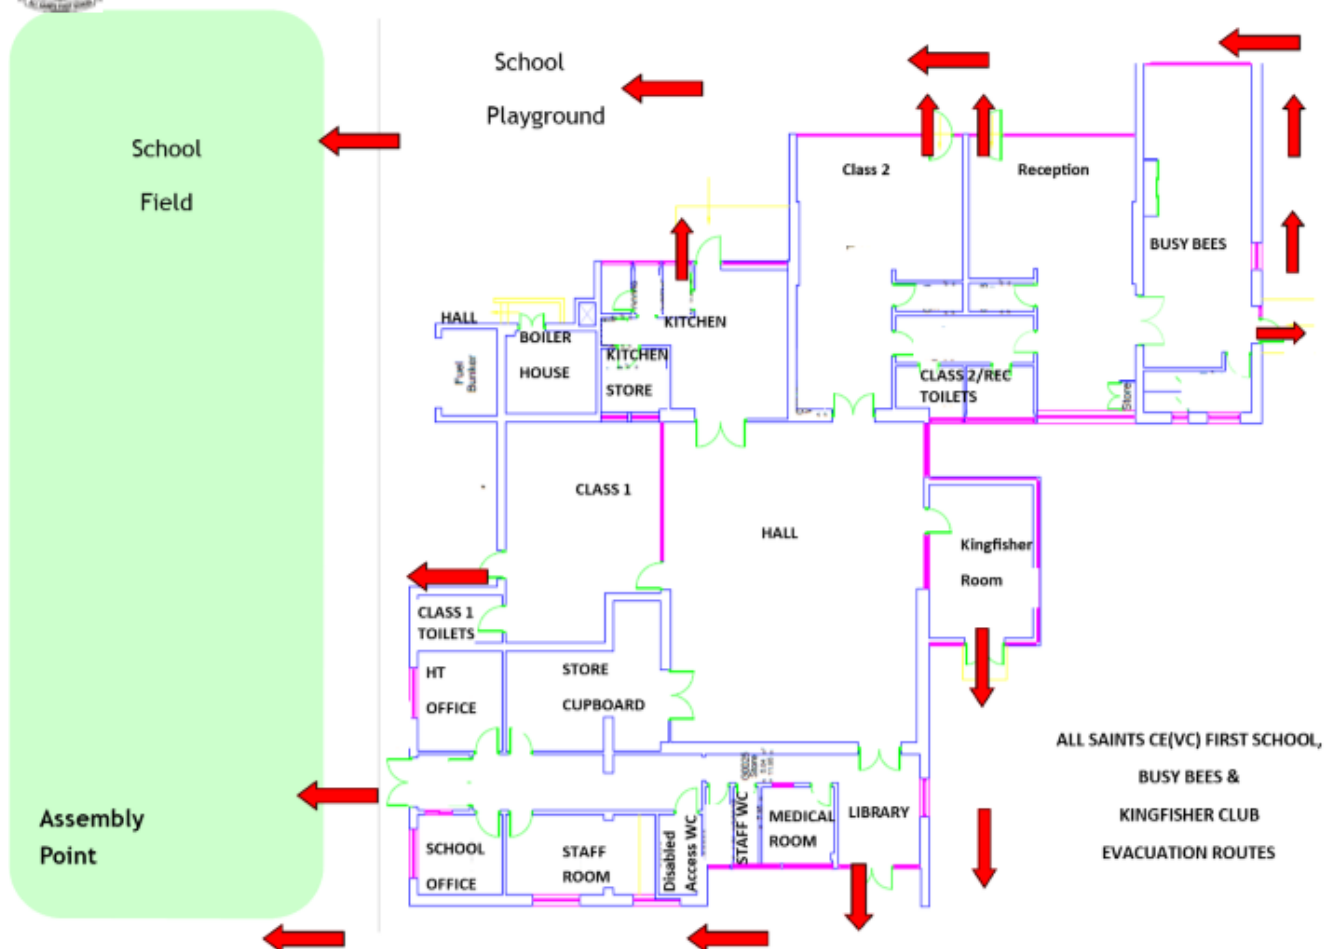 School
Playground
School
Field
Class 2
Reception
BUSY BEES
HALL
BOILER
HOUSE
Fuel
Bunker
KITCHEN
KITCHEN
STORE
CLASS 2/REC
TOILETS
Store
CLASS 1
HALL
Kingfisher
Room
CLASS 1
TOILETS
HT
OFFICE
STORE
CUPBOARD
Store
SCHOOL
OFFICE
STAFF
ROOM
Disabled
Access WC
STAFF WC
MEDICAL
ROOM
LIBRARY
Assembly
Point
ALL SAINTS CE(VC) FIRST SCHOOL,
BUSY BEES &
KINGFISHER CLUB
EVACUATION ROUTES